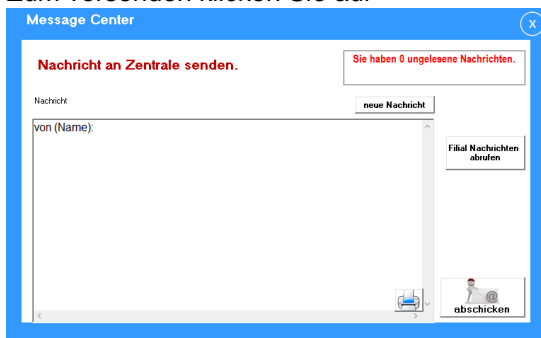 Zum Versenden klicken Sie auf
Message Center
X
Nachricht an Zentrale senden.
Sie haben 0 ungelesene Nachrichten.
Nachricht
neue Nachricht
von (Name):
Filial Nachrichten
abrufen
@
abschicken